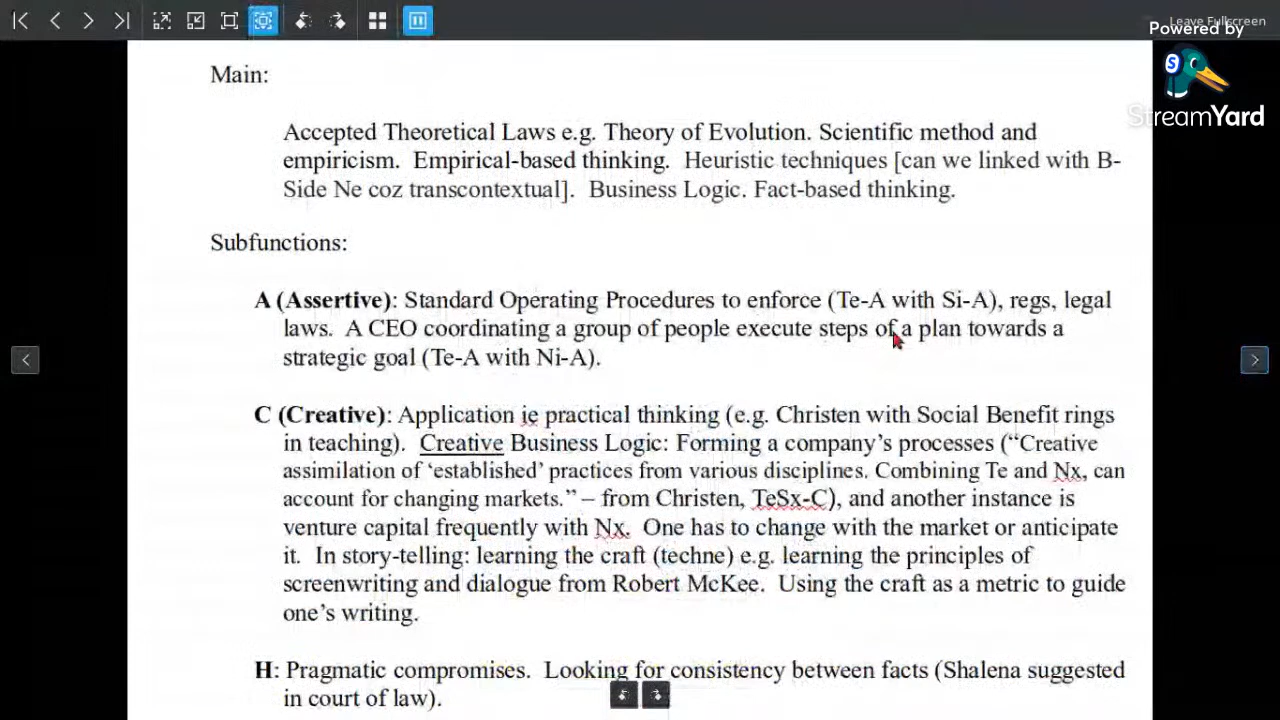 Leave Fullscreen
Powered by
S
StreamYard
Main:
Accepted Theoretical Laws e.g. Theory of Evolution. Scientific method and
empiricism. Empirical-based thinking. Heuristic techniques [can we linked with B-
Side Ne coz transcontextual]. Business Logic. Fact-based thinking.
Subfunctions:
A (Assertive): Standard Operating Procedures to enforce (Te-A with Si-A), regs, legal
laws. A CEO coordinating a group of people execute steps of a plan towards a
strategic goal (Te-A with Ni-A).
C (Creative): Application ie practical thinking (e.g. Christen with Social Benefit rings
in teaching). Creative Business Logic: Forming a company's processes ("Creative
assimilation of 'established' practices from various disciplines. Combining Te and Nx, can
account for changing markets." – from Christen, TeSx-C), and another instance is
venture capital frequently with Nx. One has to change with the market or anticipate
it. In story-telling: learning the craft (techne) e.g. learning the principles of
screenwriting and dialogue from Robert McKee. Using the craft as a metric to guide
one's writing.
H: Pragmatic compromises. Looking for consistency between facts (Shalena suggested
in court of law).